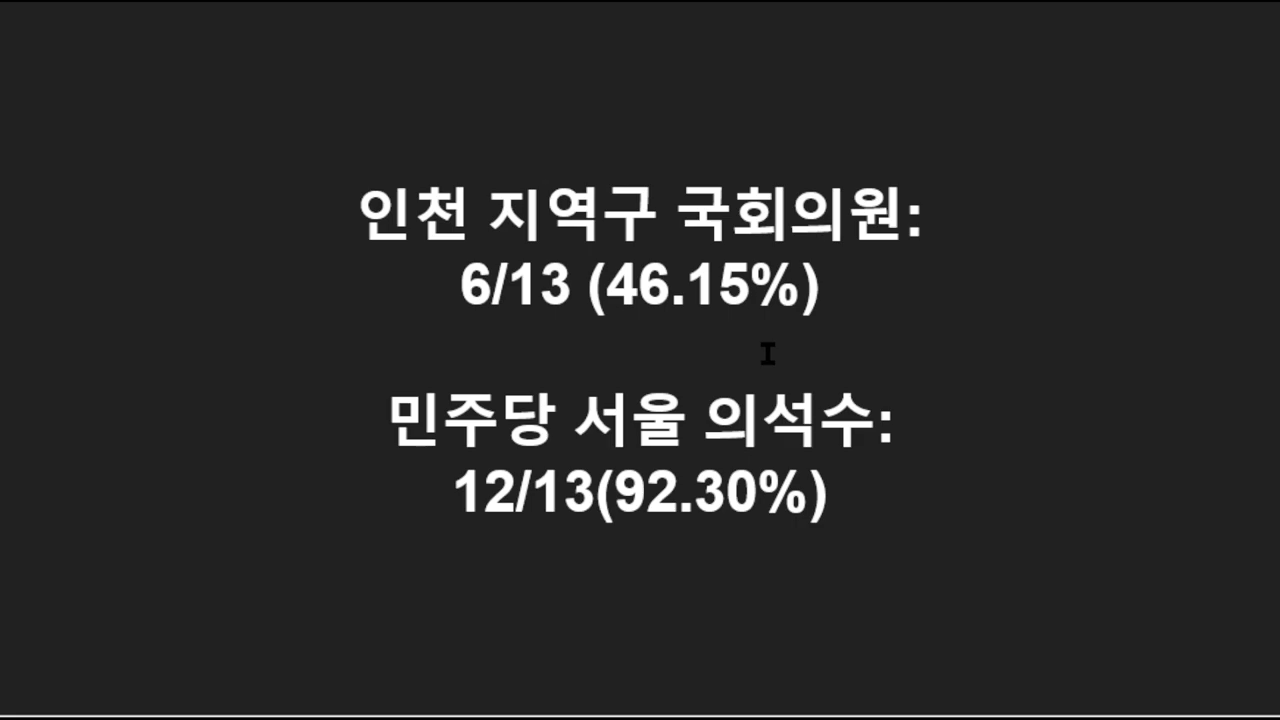 인천 지역구 국회의원:
6/13 (46.15%)
민주당 서울 의석수:
12/13(92.30%)